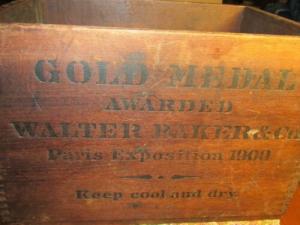 GOLD MEDAL
AWARDED
WALTER BAKER & Co.
Paris Exposition 1900
Keep cool and dry.